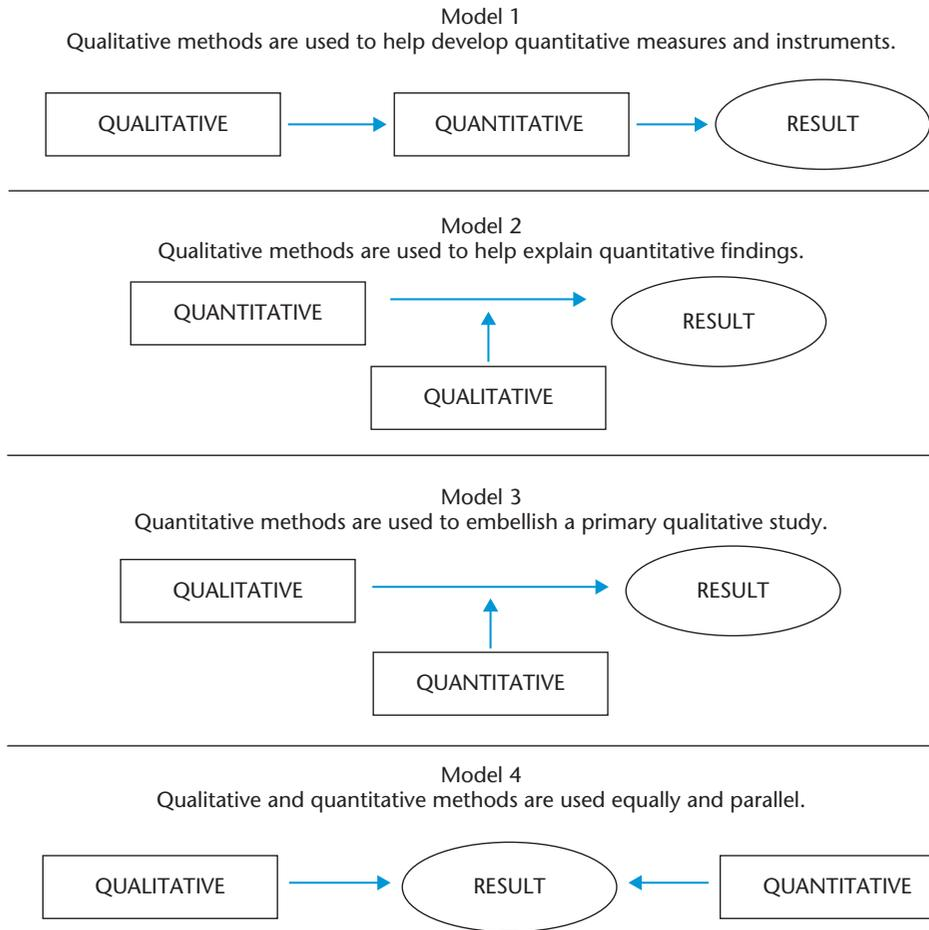 Model 1
Qualitative methods are used to help develop quantitative measures and instruments.
QUALITATIVE
QUANTITATIVE
RESULT
Model 2
Qualitative methods are used to help explain quantitative findings.
QUANTITATIVE
RESULT
QUALITATIVE
Model 3
Quantitative methods are used to embellish a primary qualitative study.
QUALITATIVE
RESULT
QUANTITATIVE
Model 4
Qualitative and quantitative methods are used equally and parallel.
QUALITATIVE
RESULT
QUANTITATIVE